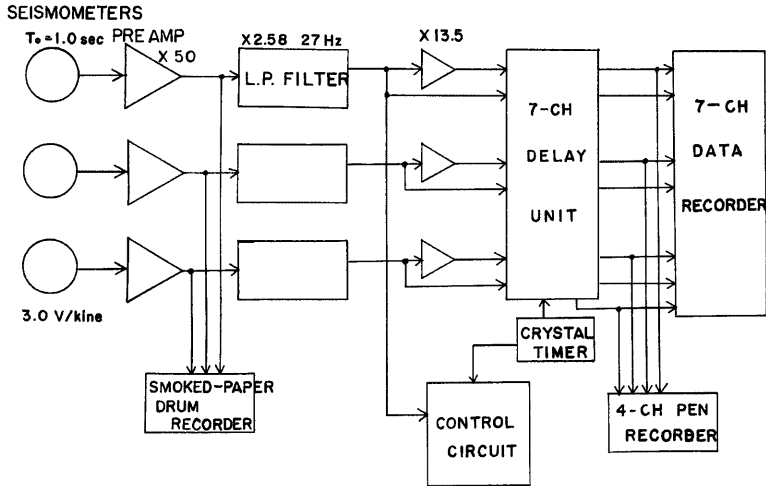 SEISMOMETERS
T₀=1.0 sec
PRE AMP
X 50
X2.58 27 Hz
L.P. FILTER
X 13.5
7-CH
DELAY
UNIT
7-CH
DATA
RECORDER
3.0 V/kine
SMOKED-PAPER
DRUM
RECORDER
CRYSTAL
TIMER
CONTROL
CIRCUIT
4-CH PEN
RECORBER